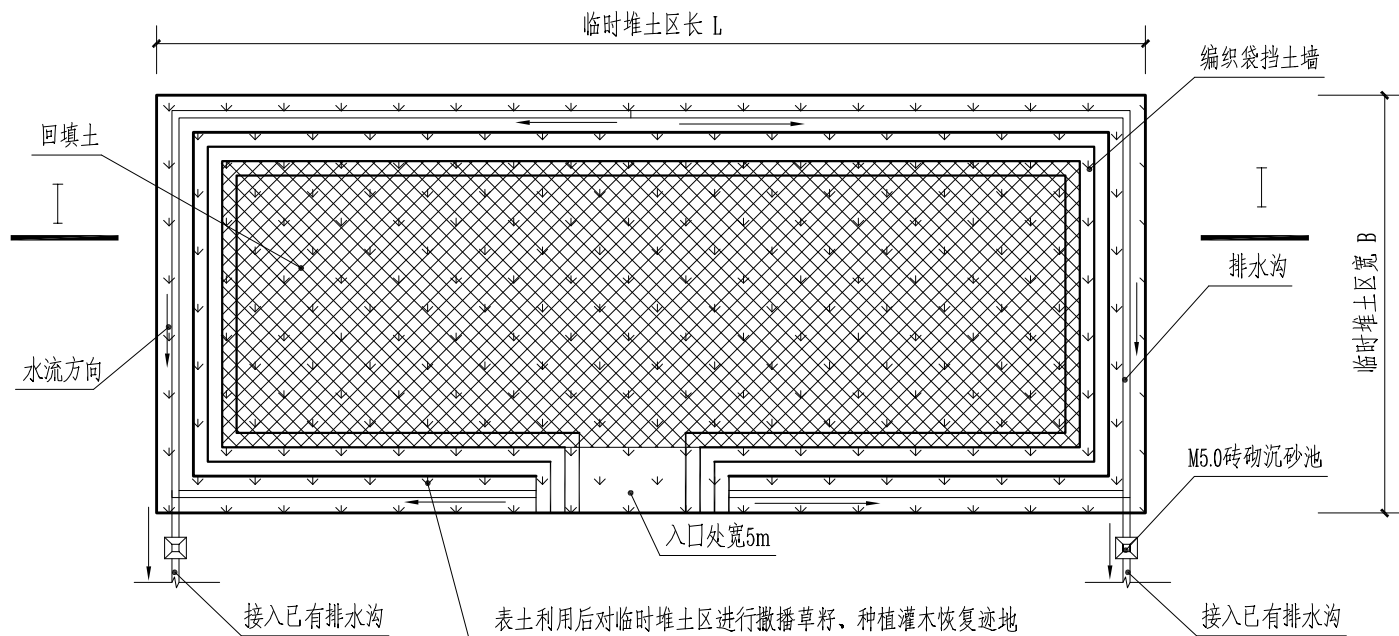 临时堆土区长 L
编织袋挡土墙
回填土
I
I
排水沟
临时堆土区宽 B
水流方向
M5.0砖砌沉砂池
入口处宽5m
接入已有排水沟
表土利用后对临时堆土区进行撒播草籽、种植灌木恢复迹地
接入已有排水沟